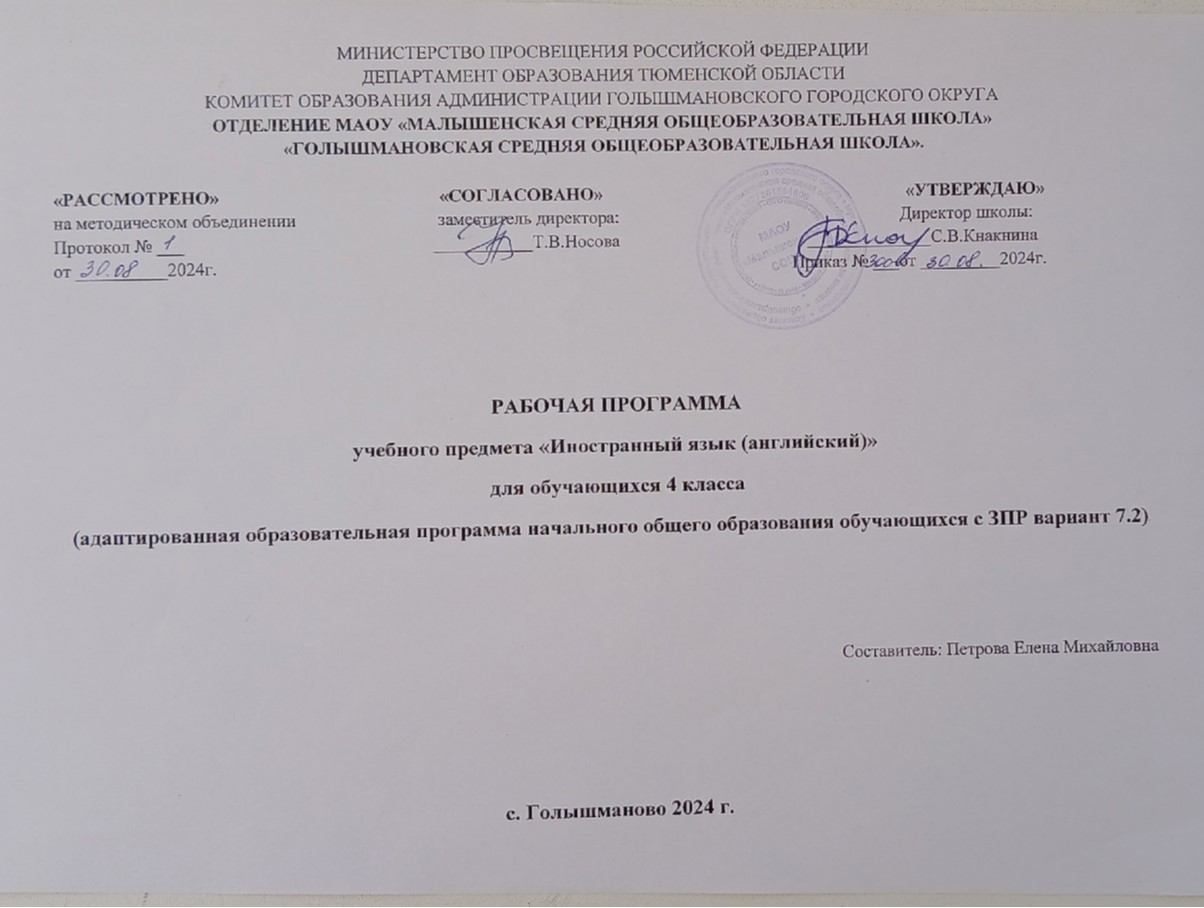 МИНИСТЕРСТВО ПРОСВЕЩЕНИЯ РОССИЙСКОЙ ФЕДЕРАЦИИ
ДЕПАРТАМЕНТ ОБРАЗОВАНИЯ ТЮМЕНСКОЙ ОБЛАСТИ
КОМИТЕТ ОБРАЗОВАНИЯ АДМИНИСТРАЦИИ ГОЛЫШМАНОВСКОГО ГОРОДСКОГО ОКРУГА
ОТДЕЛЕНИЕ МАОУ «МАЛЫШЕНСКАЯ СРЕДНЯЯ ОБЩЕОБРАЗОВАТЕЛЬНАЯ ШКОЛА»
«ГОЛЫШМАНОВСКАЯ СРЕДНЯЯ ОБЩЕОБРАЗОВАТЕЛЬНАЯ ШКОЛА».
«РАССМОТРЕНО»
на методическом объединении
Протокол № 1
от 30.08 2024г.
«СОГЛАСОВАНО»
заместитель директора:
Т.В.Носова
«УТВЕРЖДАЮ»
Директор школы:
С.В.Кнакнина
Приказ № от 30.08. 2024г.
МАОУ
СОШ
РАБОЧАЯ ПРОГРАММА
учебного предмета «Иностранный язык (английский)»
для обучающихся 4 класса
(адаптированная образовательная программа начального общего образования обучающихся с ЗПР вариант 7.2)
Составитель: Петрова Елена Михайловна
с. Голышманово 2024 г.